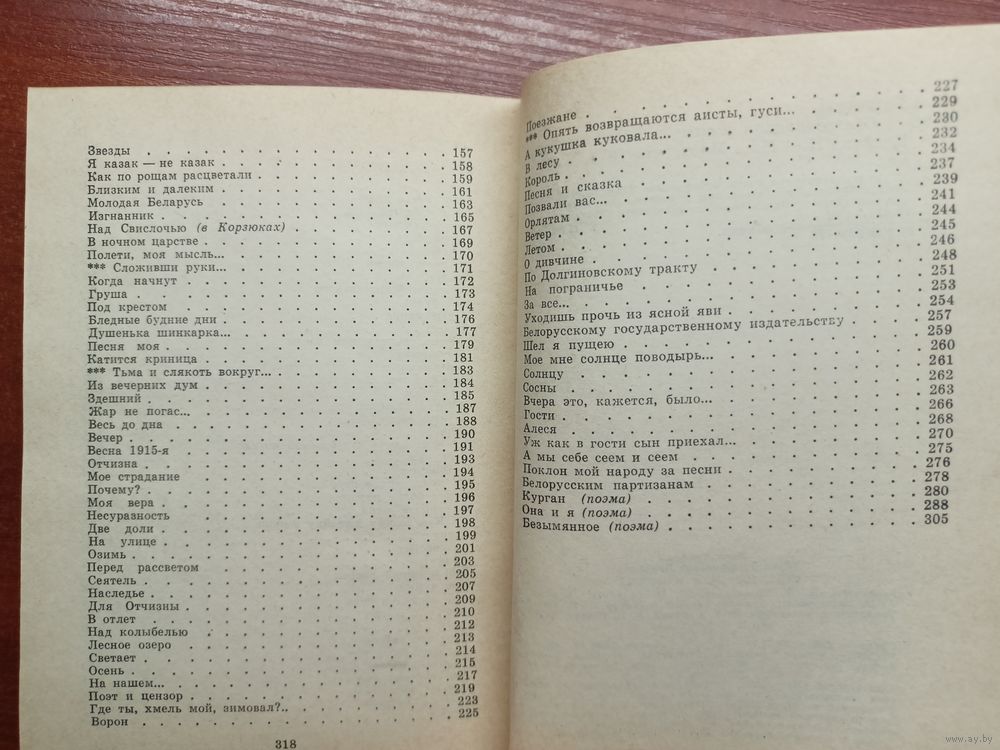 Звезды . . . 157
Я казак — не казак . . . 158
Как по рощам расцветали . . . 159
Близким и далеким . . . 161
Молодая Беларусь . . . 163
Изгнанник . . . 165
Над Свислочью (в Корзюках) . . . 167
В ночном царстве . . . 169
Полети, моя мысль... . . . 170
*** Сложивши руки... . . . 171
Когда начнут . . . 172
Груша . . . 173
Под крестом . . . 174
Бледные будние дни . . . 176
Душенька шинкарка... . . . 177
Песня моя . . . 179
Катится криница . . . 181
*** Тьма и слякоть вокруг... . . . 183
Из вечерних дум . . . 184
Здешний . . . 185
Жар не погас... . . . 187
Весь до дна . . . 188
Вечер . . . 190
Весна 1915-я . . . 191
Отчизна . . . 193
Мое страдание . . . 194
Почему? . . . 195
Моя вера . . . 196
Несуразность . . . 197
Две доли . . . 198
На улице . . . 199
Озимь . . . 201
Перед рассветом . . . 203
Сеятель . . . 205
Наследье . . . 207
Для Отчизны . . . 209
В отлет . . . 210
Над колыбелью . . . 212
Лесное озеро . . . 213
Светает . . . 214
Осень . . . 215
На нашем... . . . 217
Поэт и цензор . . . 219
Где ты, хмель мой, зимовал?.. . . . 223
Ворон . . . 225
318
Поезжане . . . 227
*** Опять возвращаются аисты, гуси... . . . 229
А кукушка куковала... . . . 230
В лесу . . . 232
Король . . . 234
Песня и сказка . . . 237
Позвали вас... . . . 239
Орлятам . . . 241
Ветер . . . 244
Летом . . . 245
О дивчине . . . 246
По Долгиновскому тракту . . . 248
На пограничье . . . 251
За все... . . . 253
Уходишь прочь из ясной яви . . . 254
Белорусскому государственному издательству . . . 257
Шел я пущею . . . 259
Мое мне солнце поводырь... . . . 260
Солнцу . . . 261
Сосны . . . 262
Вчера это, кажется, было... . . . 263
Гости . . . 266
Алеся . . . 268
Уж как в гости сын приехал... . . . 270
А мы себе сеем и сеем . . . 275
Поклон мой народу за песни . . . 276
Белорусским партизанам . . . 278
Курган (поэма) . . . 280
Она и я (поэма) . . . 288
Безымянное (поэма) . . . 305
www.ay.by